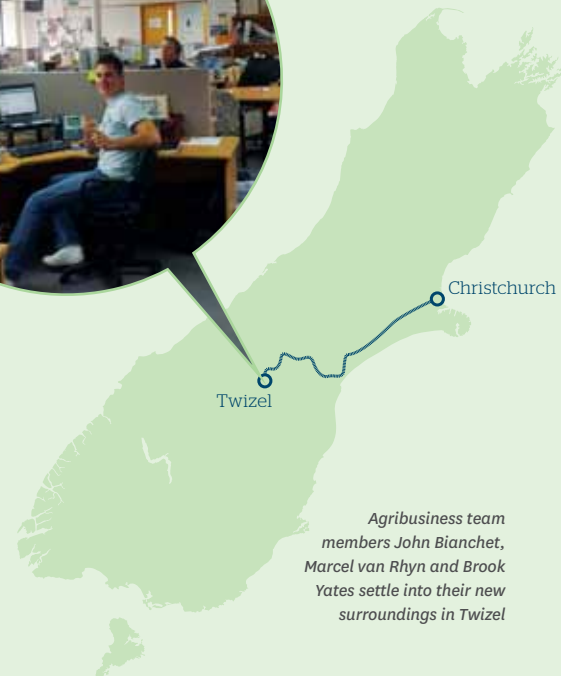 Christchurch
Twizel
Agribusiness team
members John Bianchet,
Marcel van Rhyn and Brook
Yates settle into their new
surroundings in Twizel